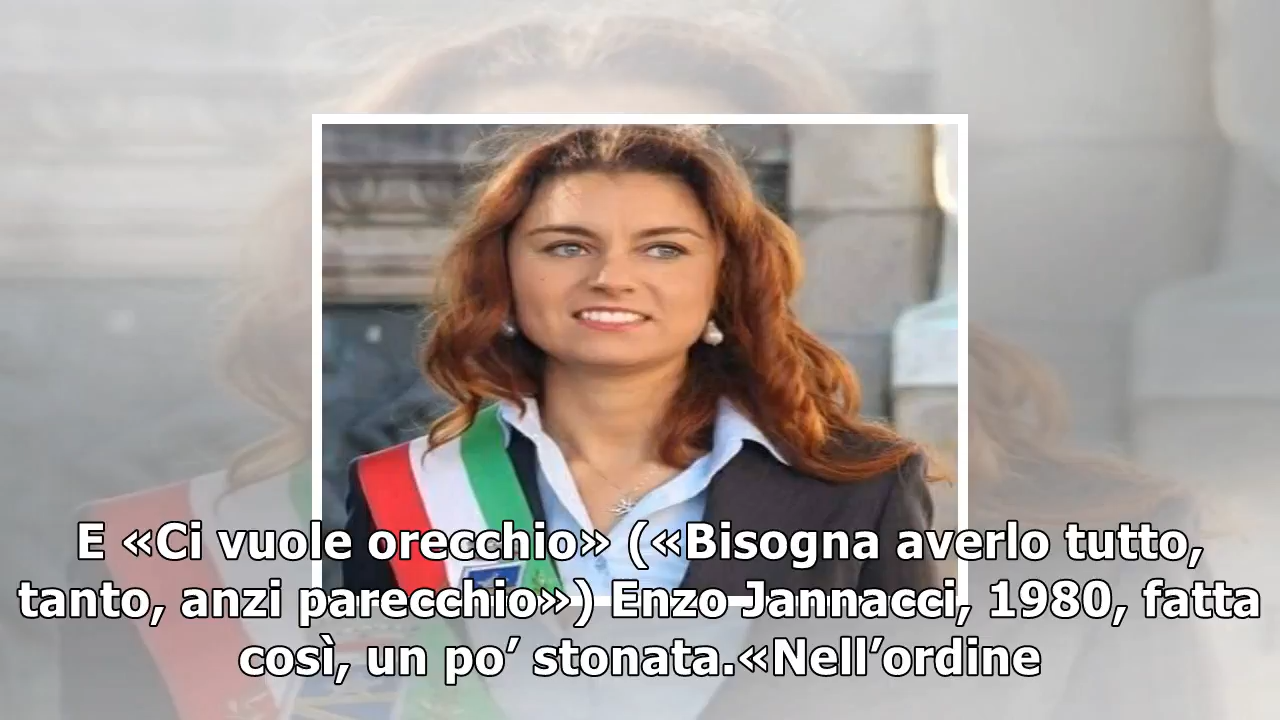 E «Ci vuole orecchio» («Bisogna averlo tutto,
tanto, anzi parecchio») Enzo Jannacci, 1980, fatta
così, un po’ stonata.«Nell’ordine